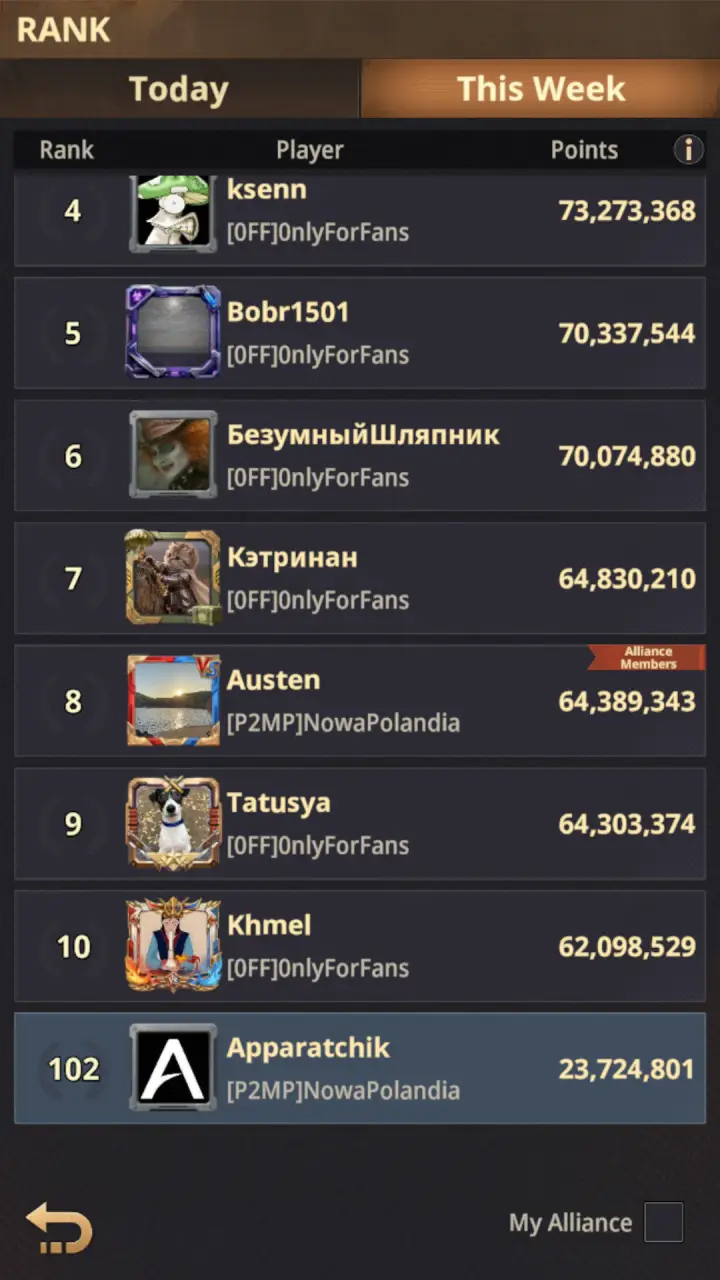 RANK
Today
This Week
Rank
Player
Points
4
ksenn
[0FF]0nlyForFans
73,273,368
5
Bobr1501
[0FF]0nlyForFans
70,337,544
6
БезумныйШляпник
[0FF]0nlyForFans
70,074,880
7
Кэтринан
[0FF]0nlyForFans
64,830,210
Alliance
Members
8
Austen
[P2MP]NowaPolandia
64,389,343
9
Tatusya
[0FF]0nlyForFans
64,303,374
10
Khmel
[0FF]0nlyForFans
62,098,529
102
Apparatchik
[P2MP]NowaPolandia
23,724,801
My Alliance